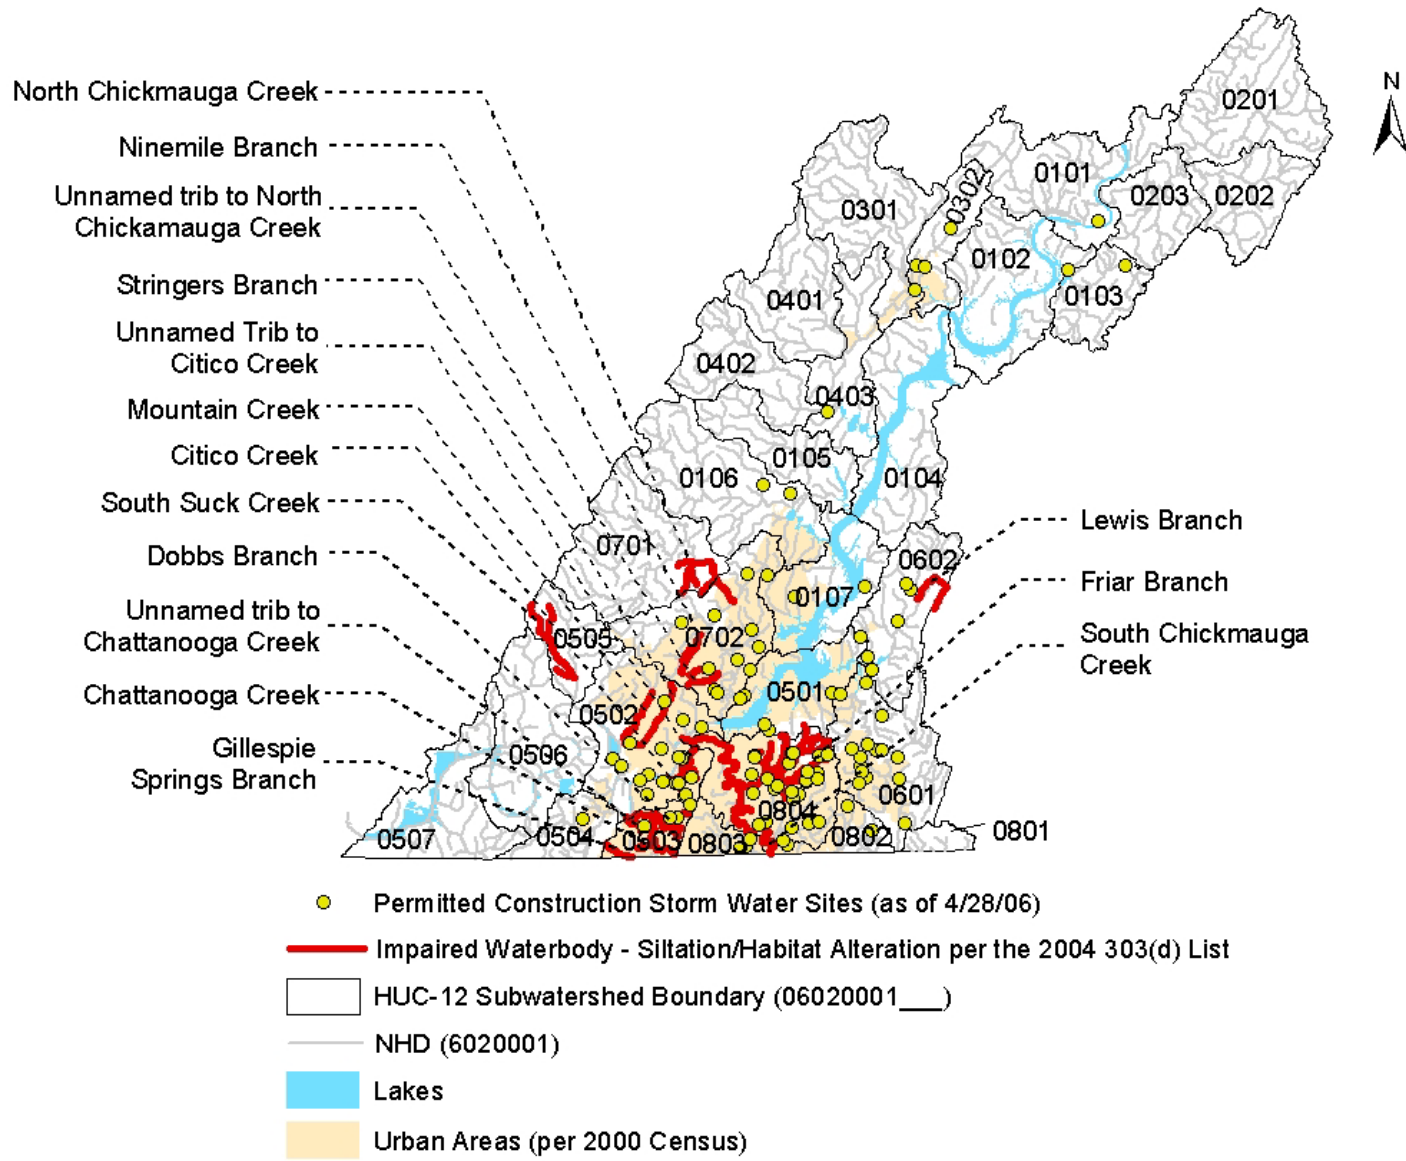 North Chickmauga Creek
Ninemile Branch
Unnamed trib to North
Chickamauga Creek
Stringers Branch
Unnamed Trib to
Citico Creek
Mountain Creek
Citico Creek
South Suck Creek
Dobbs Branch
Unnamed trib to
Chattanooga Creek
Chattanooga Creek
Gillespie
Springs Branch
N
0201
0101
0302
0203
0202
0301
0102
0103
0401
0402
0403
0105
0106
0104
0701
0602
0107
0505
0702
0501
0502
0506
0601
0804
0507
0504
0503
0803
0802
0801
Lewis Branch
Friar Branch
South Chickmauga
Creek
Permitted Construction Storm Water Sites (as of 4/28/06)
Impaired Waterbody - Siltation/Habitat Alteration per the 2004 303(d) List
HUC-12 Subwatershed Boundary (06020001___)
NHD (6020001)
Lakes
Urban Areas (per 2000 Census)